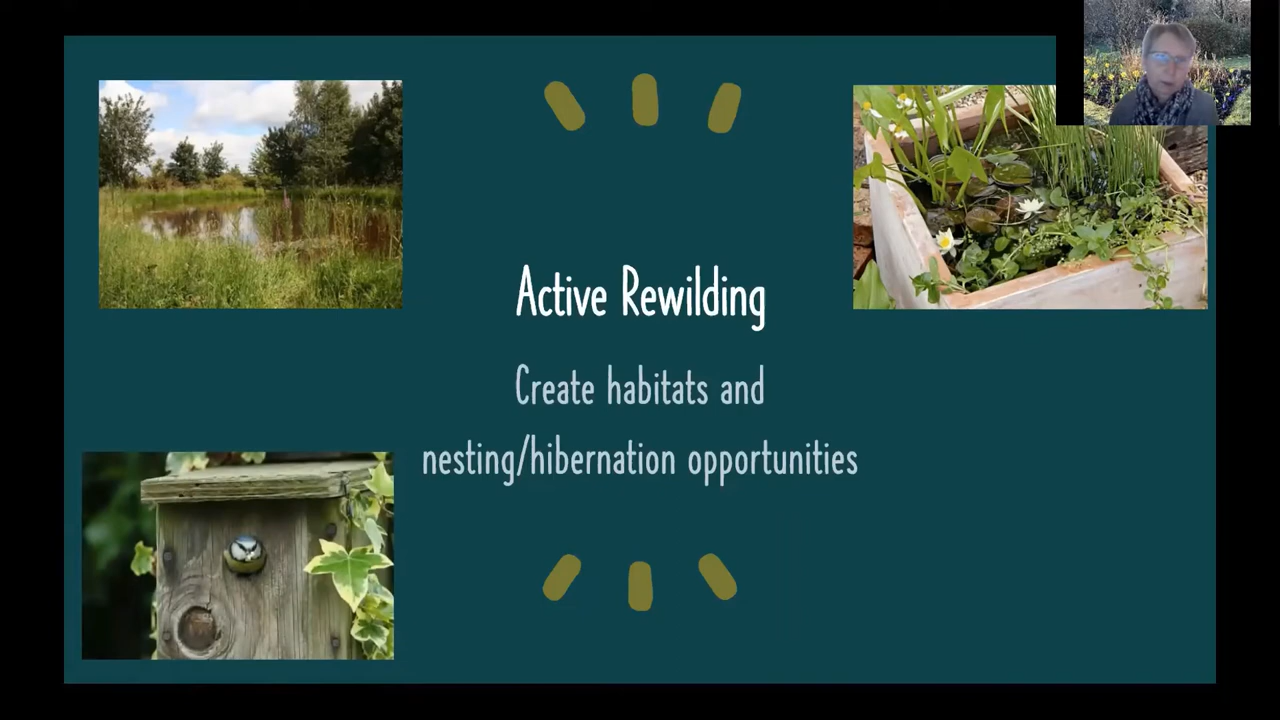 Active Rewilding
Create habitats and
nesting/hibernation opportunities